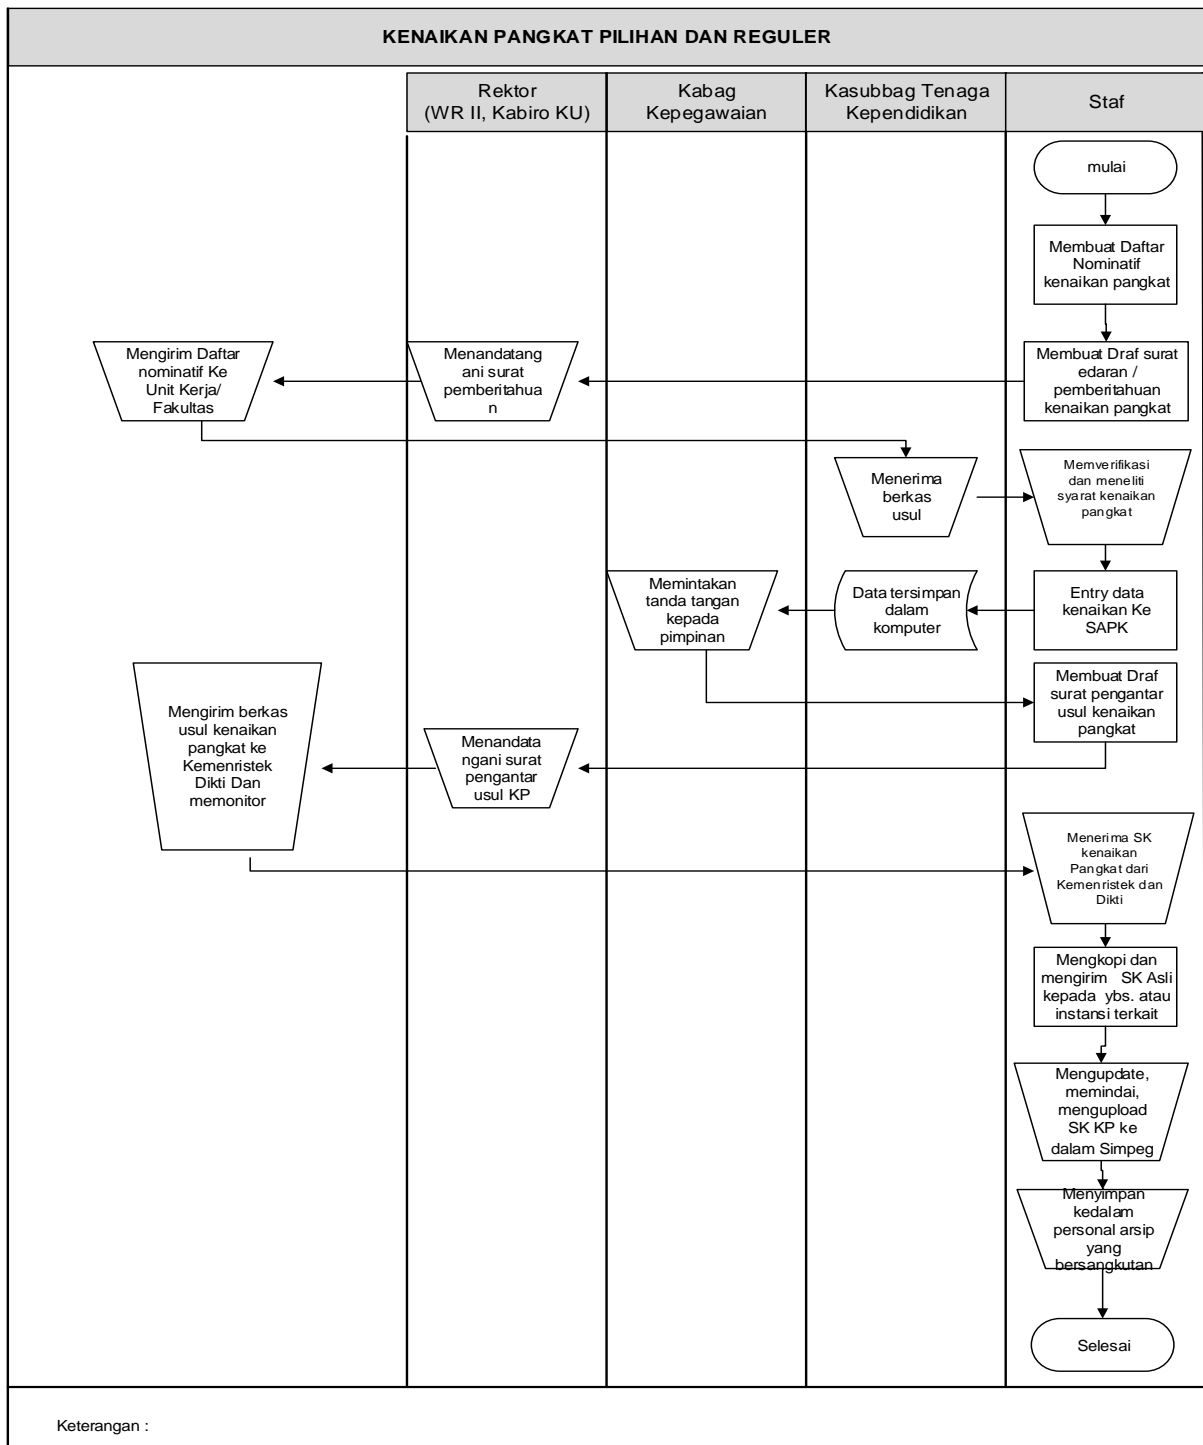 KENAIKAN PANGKAT PILIHAN DAN REGULER
Rektor
(WR II, Kabiro KU)
Kabag
Kepegawaian
Kasubbag Tenaga
Kependidikan
Staf
mulai
Membuat Daftar
Nominatif
kenaikan pangkat
Membuat Draf surat
edaran /
pemberitahuan
kenaikan pangkat
Menandatang
ani surat
pemberitahua
n
Mengirim Daftar
nominatif Ke
Unit Kerja/
Fakultas
Menerima
berkas
usul
Memverifikasi
dan meneliti
syarat kenaikan
pangkat
Entry data
kenaikan Ke
SAPK
Data tersimpan
dalam
komputer
Memintakan
tanda tangan
kepada
pimpinan
Membuat Draf
surat pengantar
usul kenaikan
pangkat
Menandata
ngani surat
pengantar
usul KP
Mengirim berkas
usul kenaikan
pangkat ke
Kemenristek
Dikti Dan
memonitor
Menerima SK
kenaikan
Pangkat dari
Kemenristek dan
Dikti
Mengkopi dan
mengirim SK Asli
kepada ybs. atau
instansi terkait
Mengupdate,
memindai,
mengupload
SK KP ke
dalam Simpeg
Menyimpan
kedalam
personal arsip
yang
bersangkutan
Selesai
Keterangan :